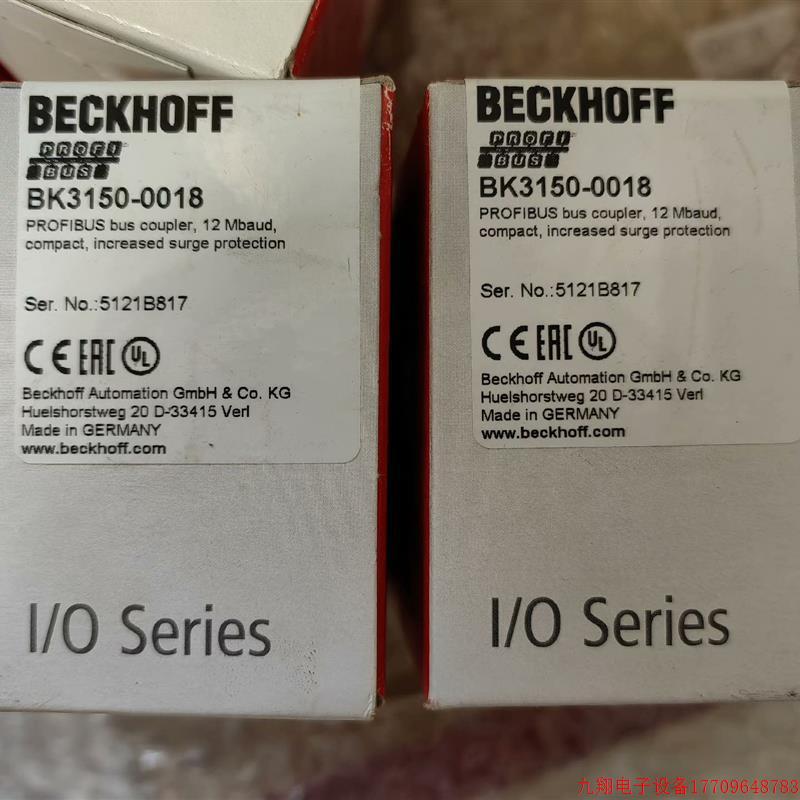 BECKHOFF
PROFI
BUS
BK3150-0018
PROFIBUS bus coupler, 12 Mbaud,
compact, increased surge protection
Ser. No.:5121B817
CE EAC UL
Beckhoff Automation GmbH & Co. KG
Huelshorstweg 20 D-33415 Verl
Made in GERMANY
www.beckhoff.com
I/O Series
BECKHOFF
PROFI
BUS
BK3150-0018
PROFIBUS bus coupler, 12 Mbaud,
compact, increased surge protection
Ser. No.:5121B817
CE EAC UL
Beckhoff Automation GmbH & Co. KG
Huelshorstweg 20 D-33415 Verl
Made in GERMANY
www.beckhoff.com
I/O Series
九翔电子设备17709648783